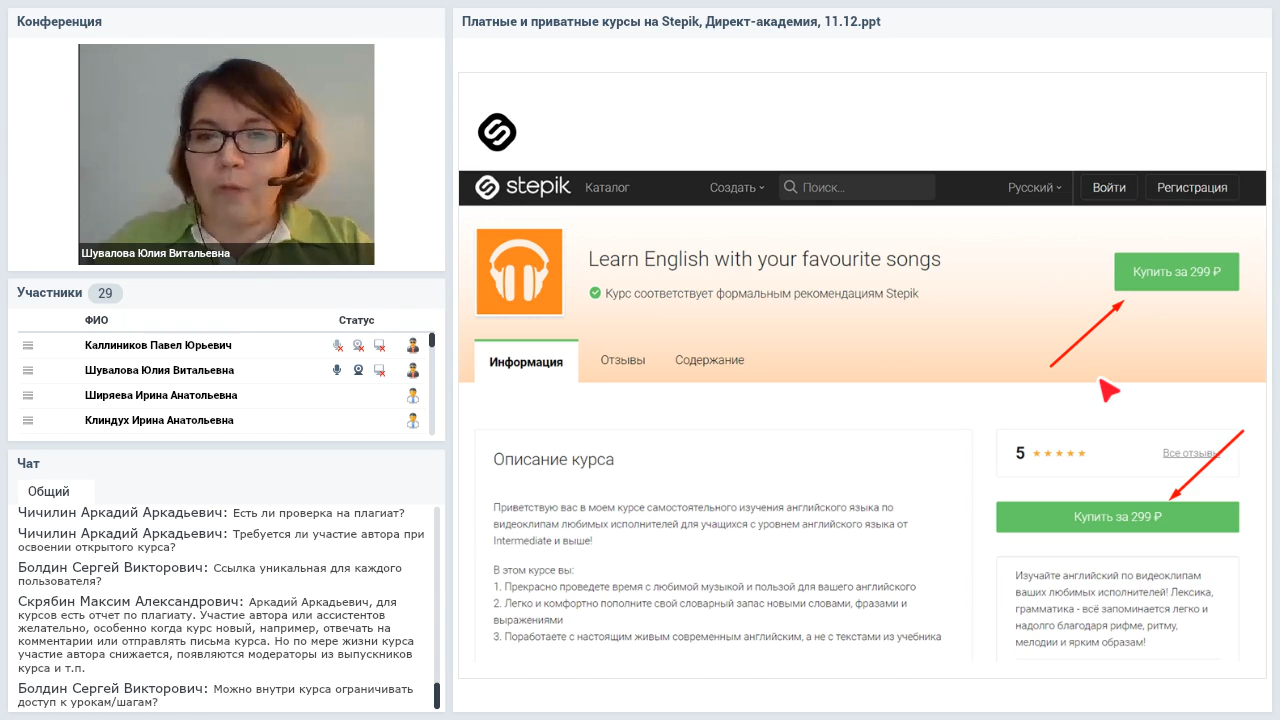 Конференция
Шувалова Юлия Витальевна
Участники 29
ФИО Статус
Каллиников Павел Юрьевич
Шувалова Юлия Витальевна
Ширяева Ирина Анатольевна
Клиндух Ирина Анатольевна
Чат
Общий
Чичилин Аркадий Аркадьевич: Есть ли проверка на плагиат?
Чичилин Аркадий Аркадьевич: Требуется ли участие автора при
освоении открытого курса?
Болдин Сергей Викторович: Ссылка уникальная для каждого
пользователя?
Скрябин Максим Александрович: Аркадий Аркадьевич, для
курсов есть отчет по плагиату. Участие автора или ассистентов
желательно, особенно когда курс новый, например, отвечать на
комментарии или отправлять письма курса. Но по мере жизни курса
участие автора снижается, появляются модераторы из выпускников
курса и т.п.
Болдин Сергей Викторович: Можно внутри курса ограничивать
доступ к урокам/шагам?
Платные и приватные курсы на Stepik, Директ-академия, 11.12.ppt
stepik Каталог Создать Поиск... Русский Войти Регистрация
Learn English with your favourite songs
Курс соответствует формальным рекомендациям Stepik
Купить за 299 ₽
Информация Отзывы Содержание
Описание курса
Приветствую вас в моем курсе самостоятельного изучения английского языка по
видеоклипам любимых исполнителей для учащихся с уровнем английского языка от
Intermediate и выше!
В этом курсе вы:
1. Прекрасно проведете время с любимой музыкой и пользой для вашего английского
2. Легко и комфортно пополните свой словарный запас новыми словами, фразами и
выражениями
3. Поработаете с настоящим живым современным английским, а не с текстами из учебника
5 Все отзывы
Купить за 299 ₽
Изучайте английский по видеоклипам
ваших любимых исполнителей! Лексика,
грамматика - всё запоминается легко и
надолго благодаря рифме, ритму,
мелодии и ярким образам!